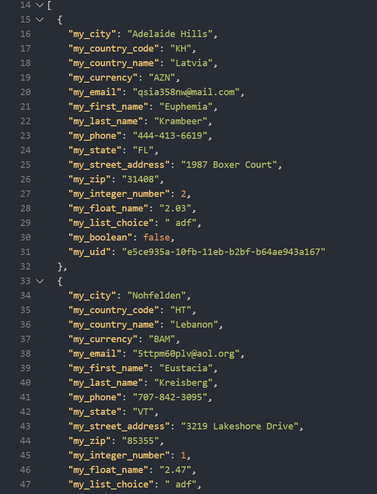 14 [
15 {
16 "my_city": "Adelaide Hills",
17 "my_country_code": "KH",
18 "my_country_name": "Latvia",
19 "my_currency": "AZN",
20 "my_email": "qsia358nw@mail.com",
21 "my_first_name": "Euphemia",
22 "my_last_name": "Krambeer",
23 "my_phone": "444-413-6619",
24 "my_state": "FL",
25 "my_street_address": "1987 Boxer Court",
26 "my_zip": "31408",
27 "my_integer_number": 2,
28 "my_float_name": "2.03",
29 "my_list_choice": " adf",
30 "my_boolean": false,
31 "my_uid": "e5ce935a-10fb-11eb-b2bf-b64ae943a167"
32 },
33 {
34 "my_city": "Nohfelden",
35 "my_country_code": "HT",
36 "my_country_name": "Lebanon",
37 "my_currency": "BAM",
38 "my_email": "5ttpm60plv@aol.org",
39 "my_first_name": "Eustacia",
40 "my_last_name": "Kreisberg",
41 "my_phone": "707-842-3095",
42 "my_state": "VT",
43 "my_street_address": "3219 Lakeshore Drive",
44 "my_zip": "85355",
45 "my_integer_number": 1,
46 "my_float_name": "2.47",
47 "my_list_choice": " adf",